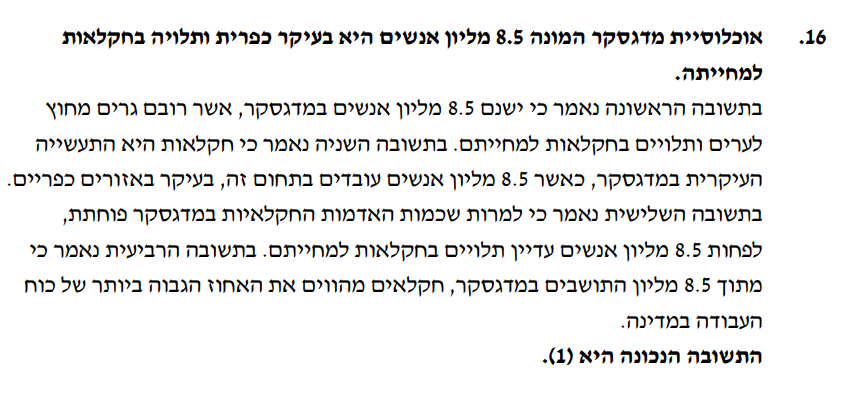 16. אוכלוסיית מדגסקר המונה 8.5 מליון אנשים היא בעיקר כפרית ותלויה בחקלאות
למחייתה.
בתשובה הראשונה נאמר כי ישנם 8.5 מליון אנשים במדגסקר, אשר רובם גרים מחוץ
לערים ותלויים בחקלאות למחייתם. בתשובה השניה נאמר כי חקלאות היא התעשייה
העיקרית במדגסקר, כאשר 8.5 מליון אנשים עובדים בתחום זה, בעיקר באזורים כפריים.
בתשובה השלישית נאמר כי למרות שכמות האדמות החקלאיות במדגסקר פוחתת,
לפחות 8.5 מליון אנשים עדיין תלויים בחקלאות למחייתם. בתשובה הרביעית נאמר כי
מתוך 8.5 מליון התושבים במדגסקר, חקלאים מהווים את האחוז הגבוה ביותר של כוח
העבודה במדינה.
התשובה הנכונה היא (1).